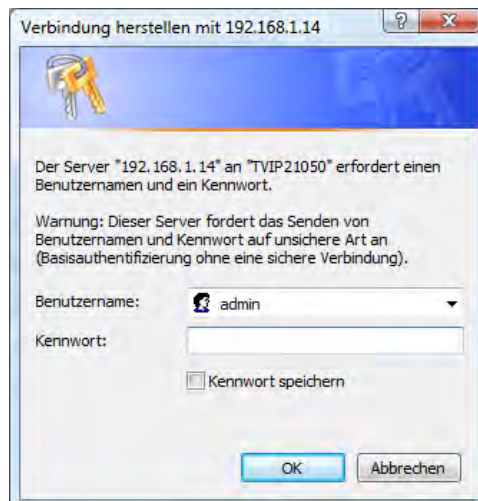 Verbindung herstellen mit 192.168.1.14
Der Server "192.168.1.14" an "TVIP21050" erfordert einen
Benutzernamen und ein Kennwort.
Warnung: Dieser Server fordert das Senden von
Benutzernamen und Kennwort auf unsichere Art an
(Basisauthentifizierung ohne eine sichere Verbindung).
Benutzername:
admin
Kennwort:
Kennwort speichern
OK
Abbrechen